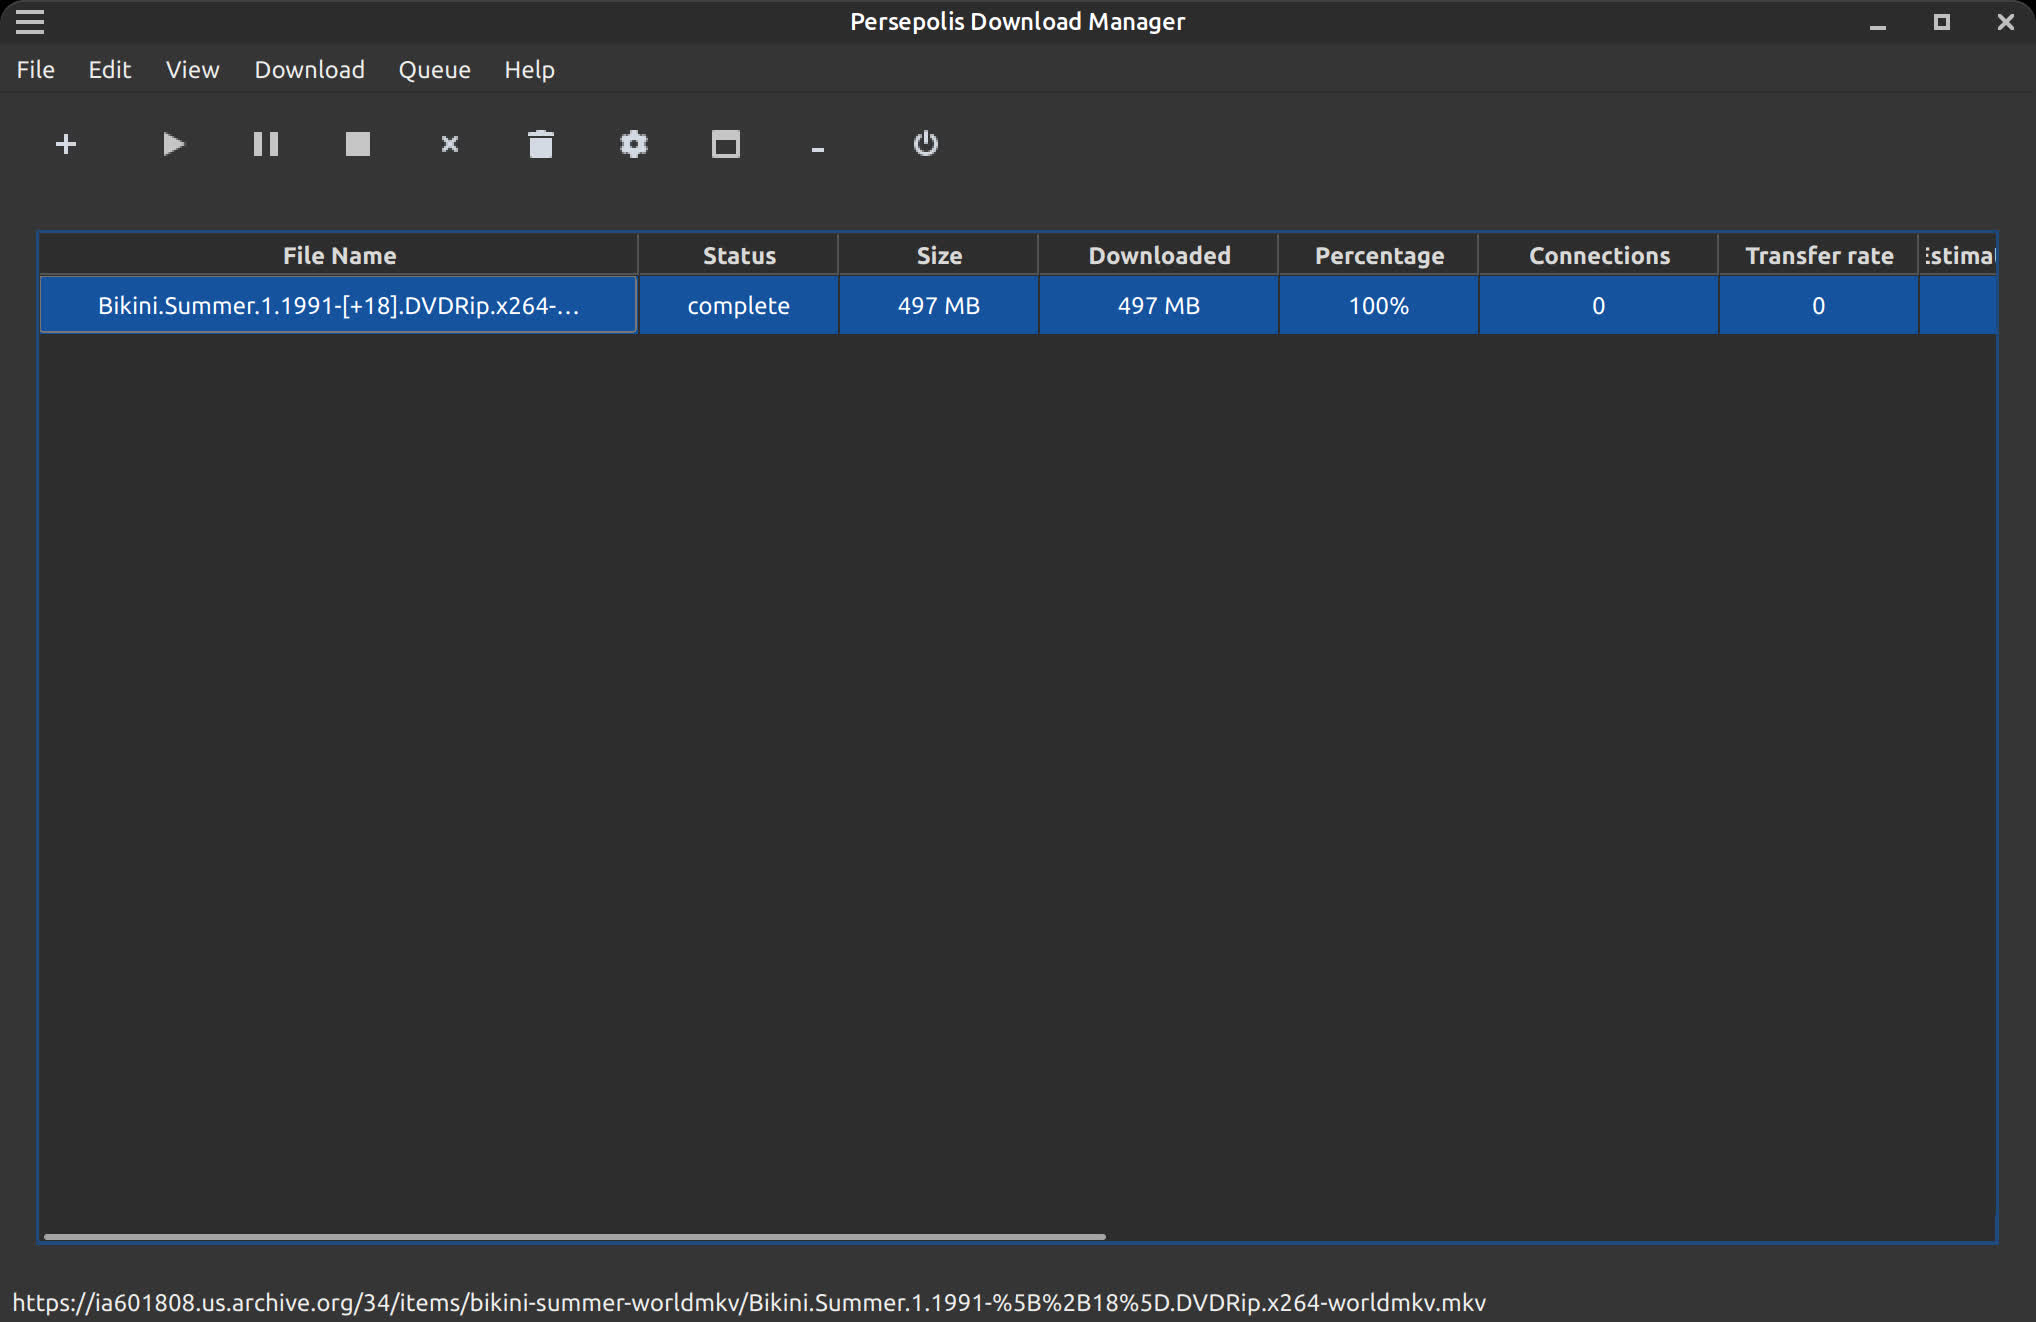 Persepolis Download Manager
File Edit View Download Queue Help
File Name Status Size Downloaded Percentage Connections Transfer rate
Bikini.Summer.1.1991-[+18].DVDRip.x264-... complete 497 MB 497 MB 100% 0 0
https://ia601808.us.archive.org/34/items/bikini-summer-worldmkv/Bikini.Summer.1.1991-%5B%2B18%5D.DVDRip.x264-worldmkv.mkv